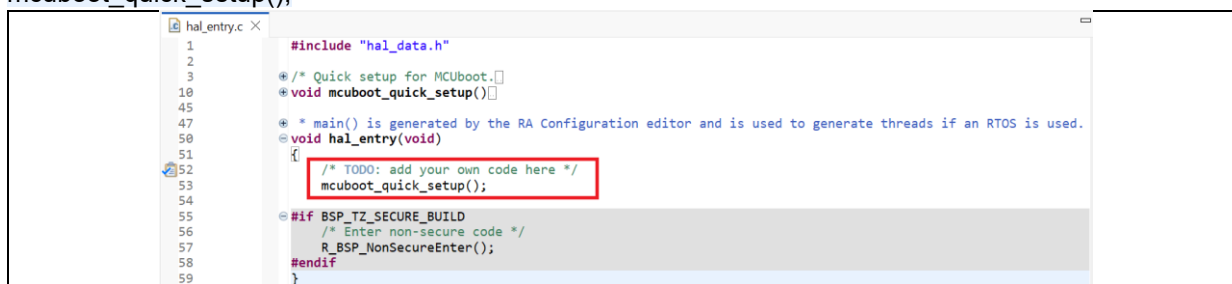 mcuboot_quick_setup();
hal_entry.c
1 #include "hal_data.h"
2
3 /* Quick setup for MCUboot.
10 void mcuboot_quick_setup()
45
47 * main() is generated by the RA Configuration editor and is used to generate threads if an RTOS is used.
50 void hal_entry(void)
51 {
52 /* TODO: add your own code here */
53 mcuboot_quick_setup();
54
55 #if BSP_TZ_SECURE_BUILD
56 /* Enter non-secure code */
57 R_BSP_NonSecureEnter();
58 #endif
59 }